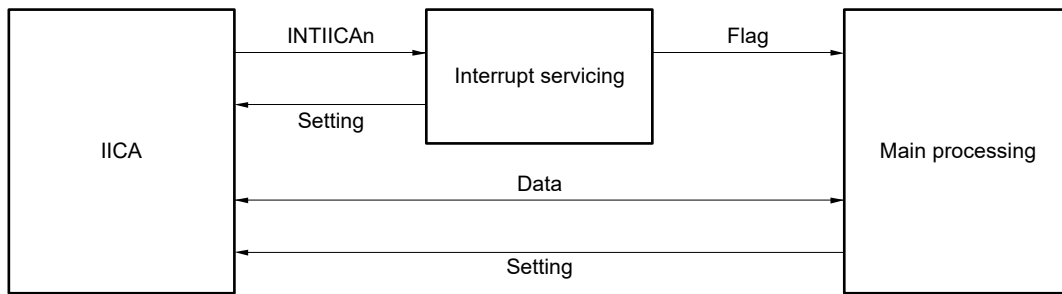 INTIICAn
Flag
Interrupt servicing
Setting
IICA
Main processing
Data
Setting